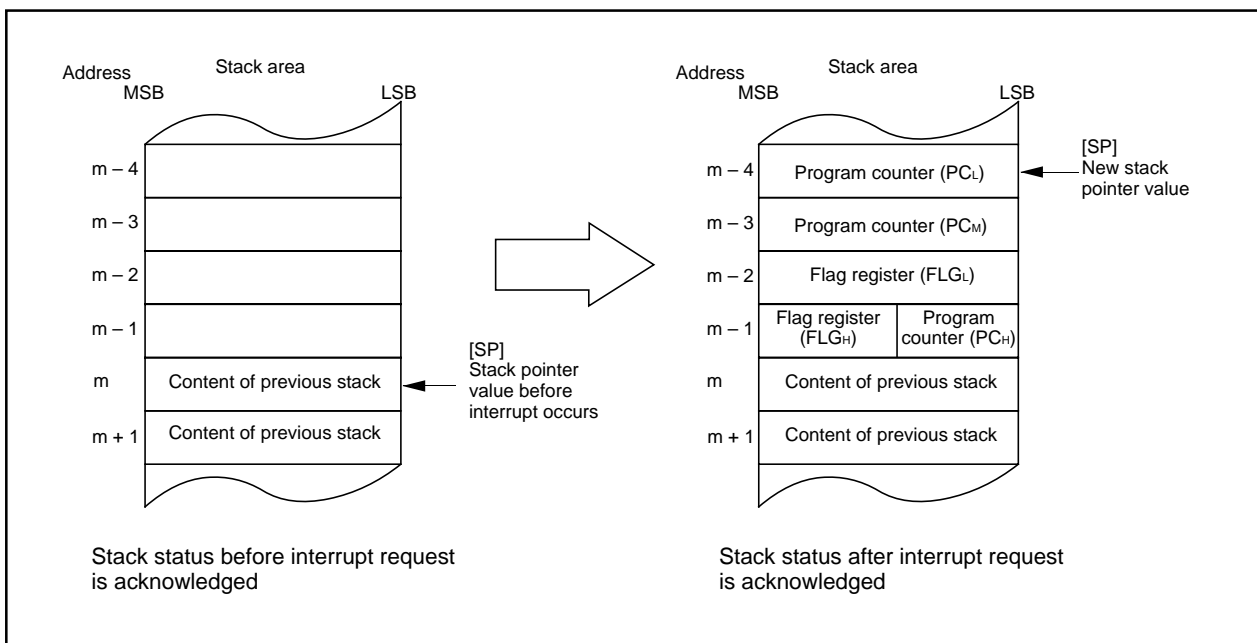 Address
Stack area
MSB
LSB
m – 4
m – 3
m – 2
m – 1
m
Content of previous stack
m + 1
Content of previous stack
[SP]
Stack pointer
value before
interrupt occurs
Stack status before interrupt request
is acknowledged
Address
Stack area
MSB
LSB
m – 4
Program counter (PCL)
[SP]
New stack
pointer value
m – 3
Program counter (PCM)
m – 2
Flag register (FLGL)
m – 1
Flag register
(FLGH)
Program
counter (PCH)
m
Content of previous stack
m + 1
Content of previous stack
Stack status after interrupt request
is acknowledged